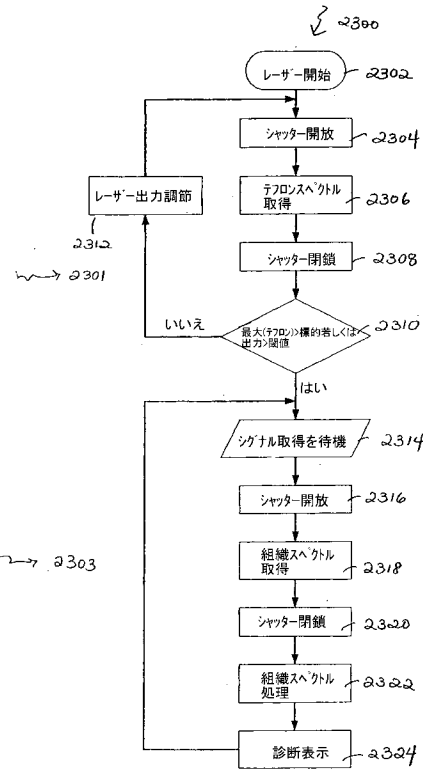 2300
レーザー開始
2302
シャッター開放
2304
テフロンスペクトル
取得
2306
レーザー出力調節
2312
シャッター閉鎖
2308
2301
いいえ
最大(テフロン)>標的若しくは
出力>閾値
2310
はい
シグナル取得を待機
2314
シャッター開放
2316
2303
組織スペクトル
取得
2318
シャッター閉鎖
2320
組織スペクトル
処理
2322
診断表示
2324